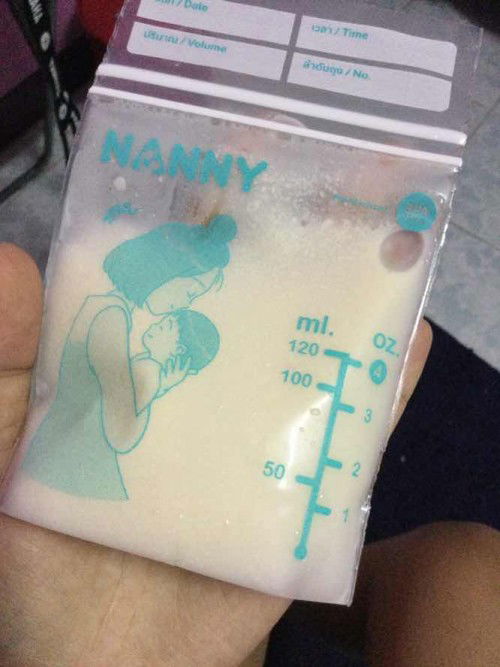 / Date
เวลา / Time
ปริมาณ / Volume
ลำดับถุง / No.
NANNY
ml.
oz.
120
4
100
3
50
2
1